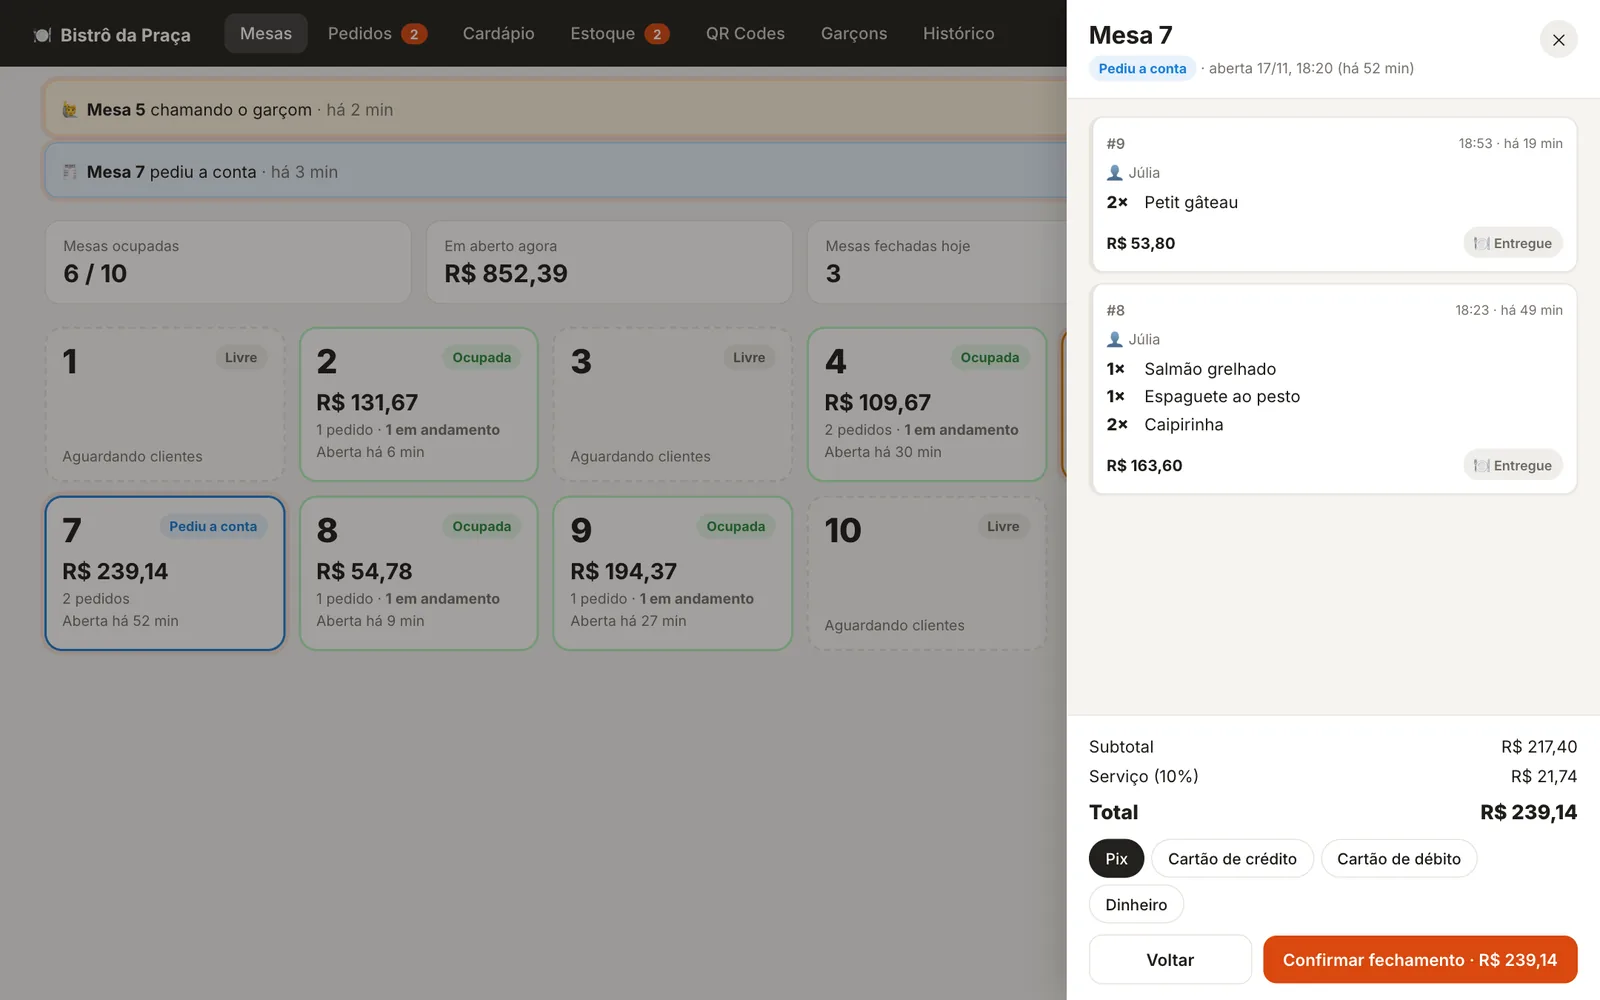 Bistrô da Praça
Mesas
Pedidos 2
Cardápio
Estoque 2
QR Codes
Garçons
Histórico
Mesa 5 chamando o garçom · há 2 min
Mesa 7 pediu a conta · há 3 min
Mesas ocupadas
6 / 10
Em aberto agora
R$ 852,39
Mesas fechadas hoje
3
1
Livre
Aguardando clientes
2
Ocupada
R$ 131,67
1 pedido · 1 em andamento
Aberta há 6 min
3
Livre
Aguardando clientes
4
Ocupada
R$ 109,67
2 pedidos · 1 em andamento
Aberta há 30 min
7
Pediu a conta
R$ 239,14
2 pedidos
Aberta há 52 min
8
Ocupada
R$ 54,78
1 pedido · 1 em andamento
Aberta há 9 min
9
Ocupada
R$ 194,37
1 pedido · 1 em andamento
Aberta há 27 min
10
Livre
Aguardando clientes
Mesa 7
Pediu a conta · aberta 17/11, 18:20 (há 52 min)
#9
18:53 · há 19 min
Júlia
2× Petit gâteau
R$ 53,80
Entregue
#8
18:23 · há 49 min
Júlia
1× Salmão grelhado
1× Espaguete ao pesto
2× Caipirinha
R$ 163,60
Entregue
Subtotal R$ 217,40
Serviço (10%) R$ 21,74
Total R$ 239,14
Pix
Cartão de crédito
Cartão de débito
Dinheiro
Voltar
Confirmar fechamento · R$ 239,14